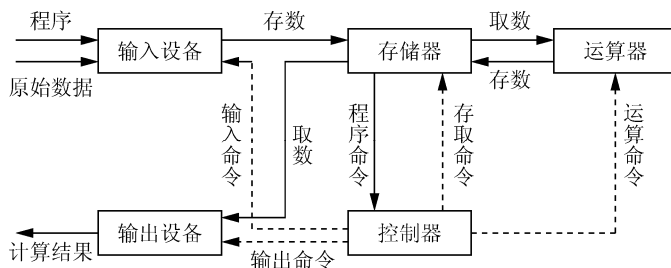 程序
原始数据
输入设备
存数
存储器
取数
存数
运算器
输入命令
取数
程序命令
存取命令
运算命令
输出设备
计算结果
控制器
输出命令